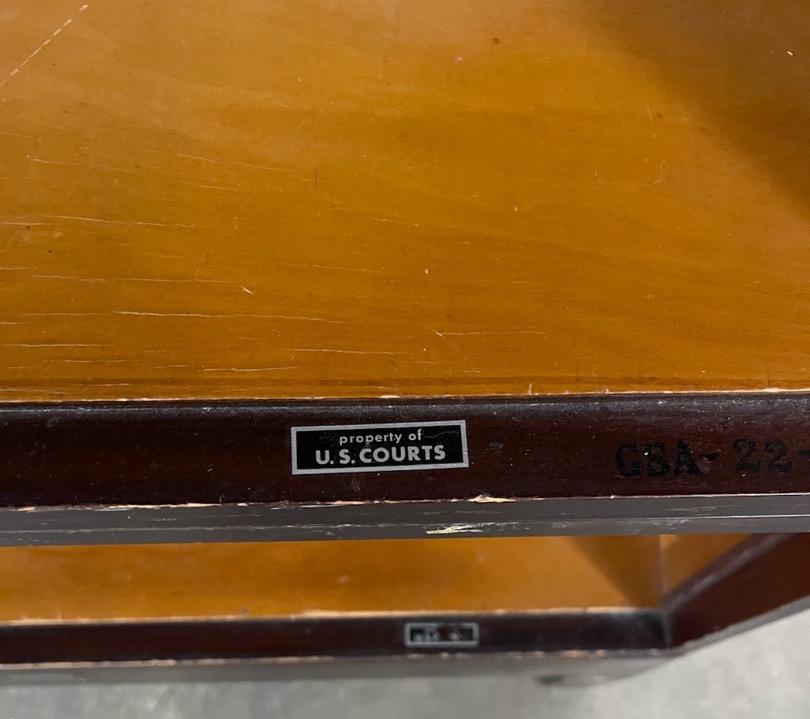 property of
U. S. COURTS
GSA-22-